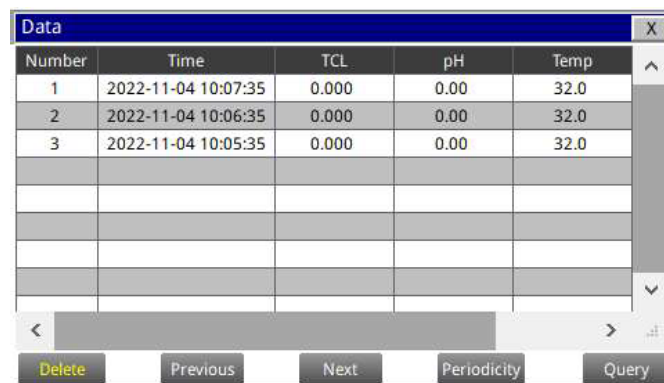 Data X
Number Time TCL pH Temp
1 2022-11-04 10:07:35 0.000 0.00 32.0
2 2022-11-04 10:06:35 0.000 0.00 32.0
3 2022-11-04 10:05:35 0.000 0.00 32.0
Delete Previous Next Periodicity Query